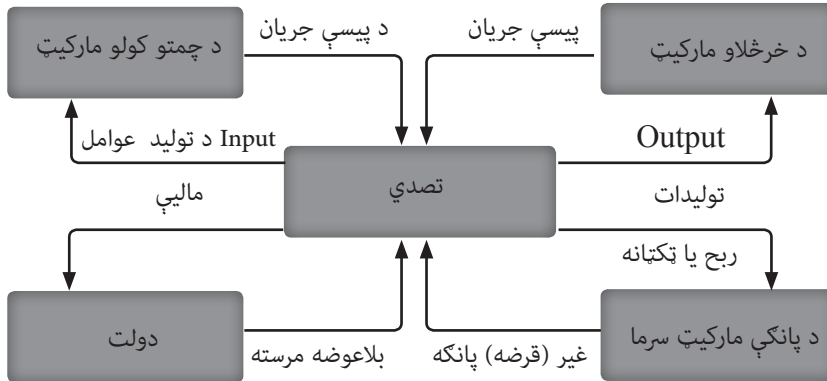 د خرڅلاو مارکیټ
پیسې جریان
د پیسې جریان
د چمتو کولو مارکیټ
Output
Input د تولید عوامل
تصدي
تولیدات
مالیې
ربح یا ټکټانه
د پانګې مارکیټ سرما
غیر (قرضه) پانګه
بلاعوضه مرسته
دولت